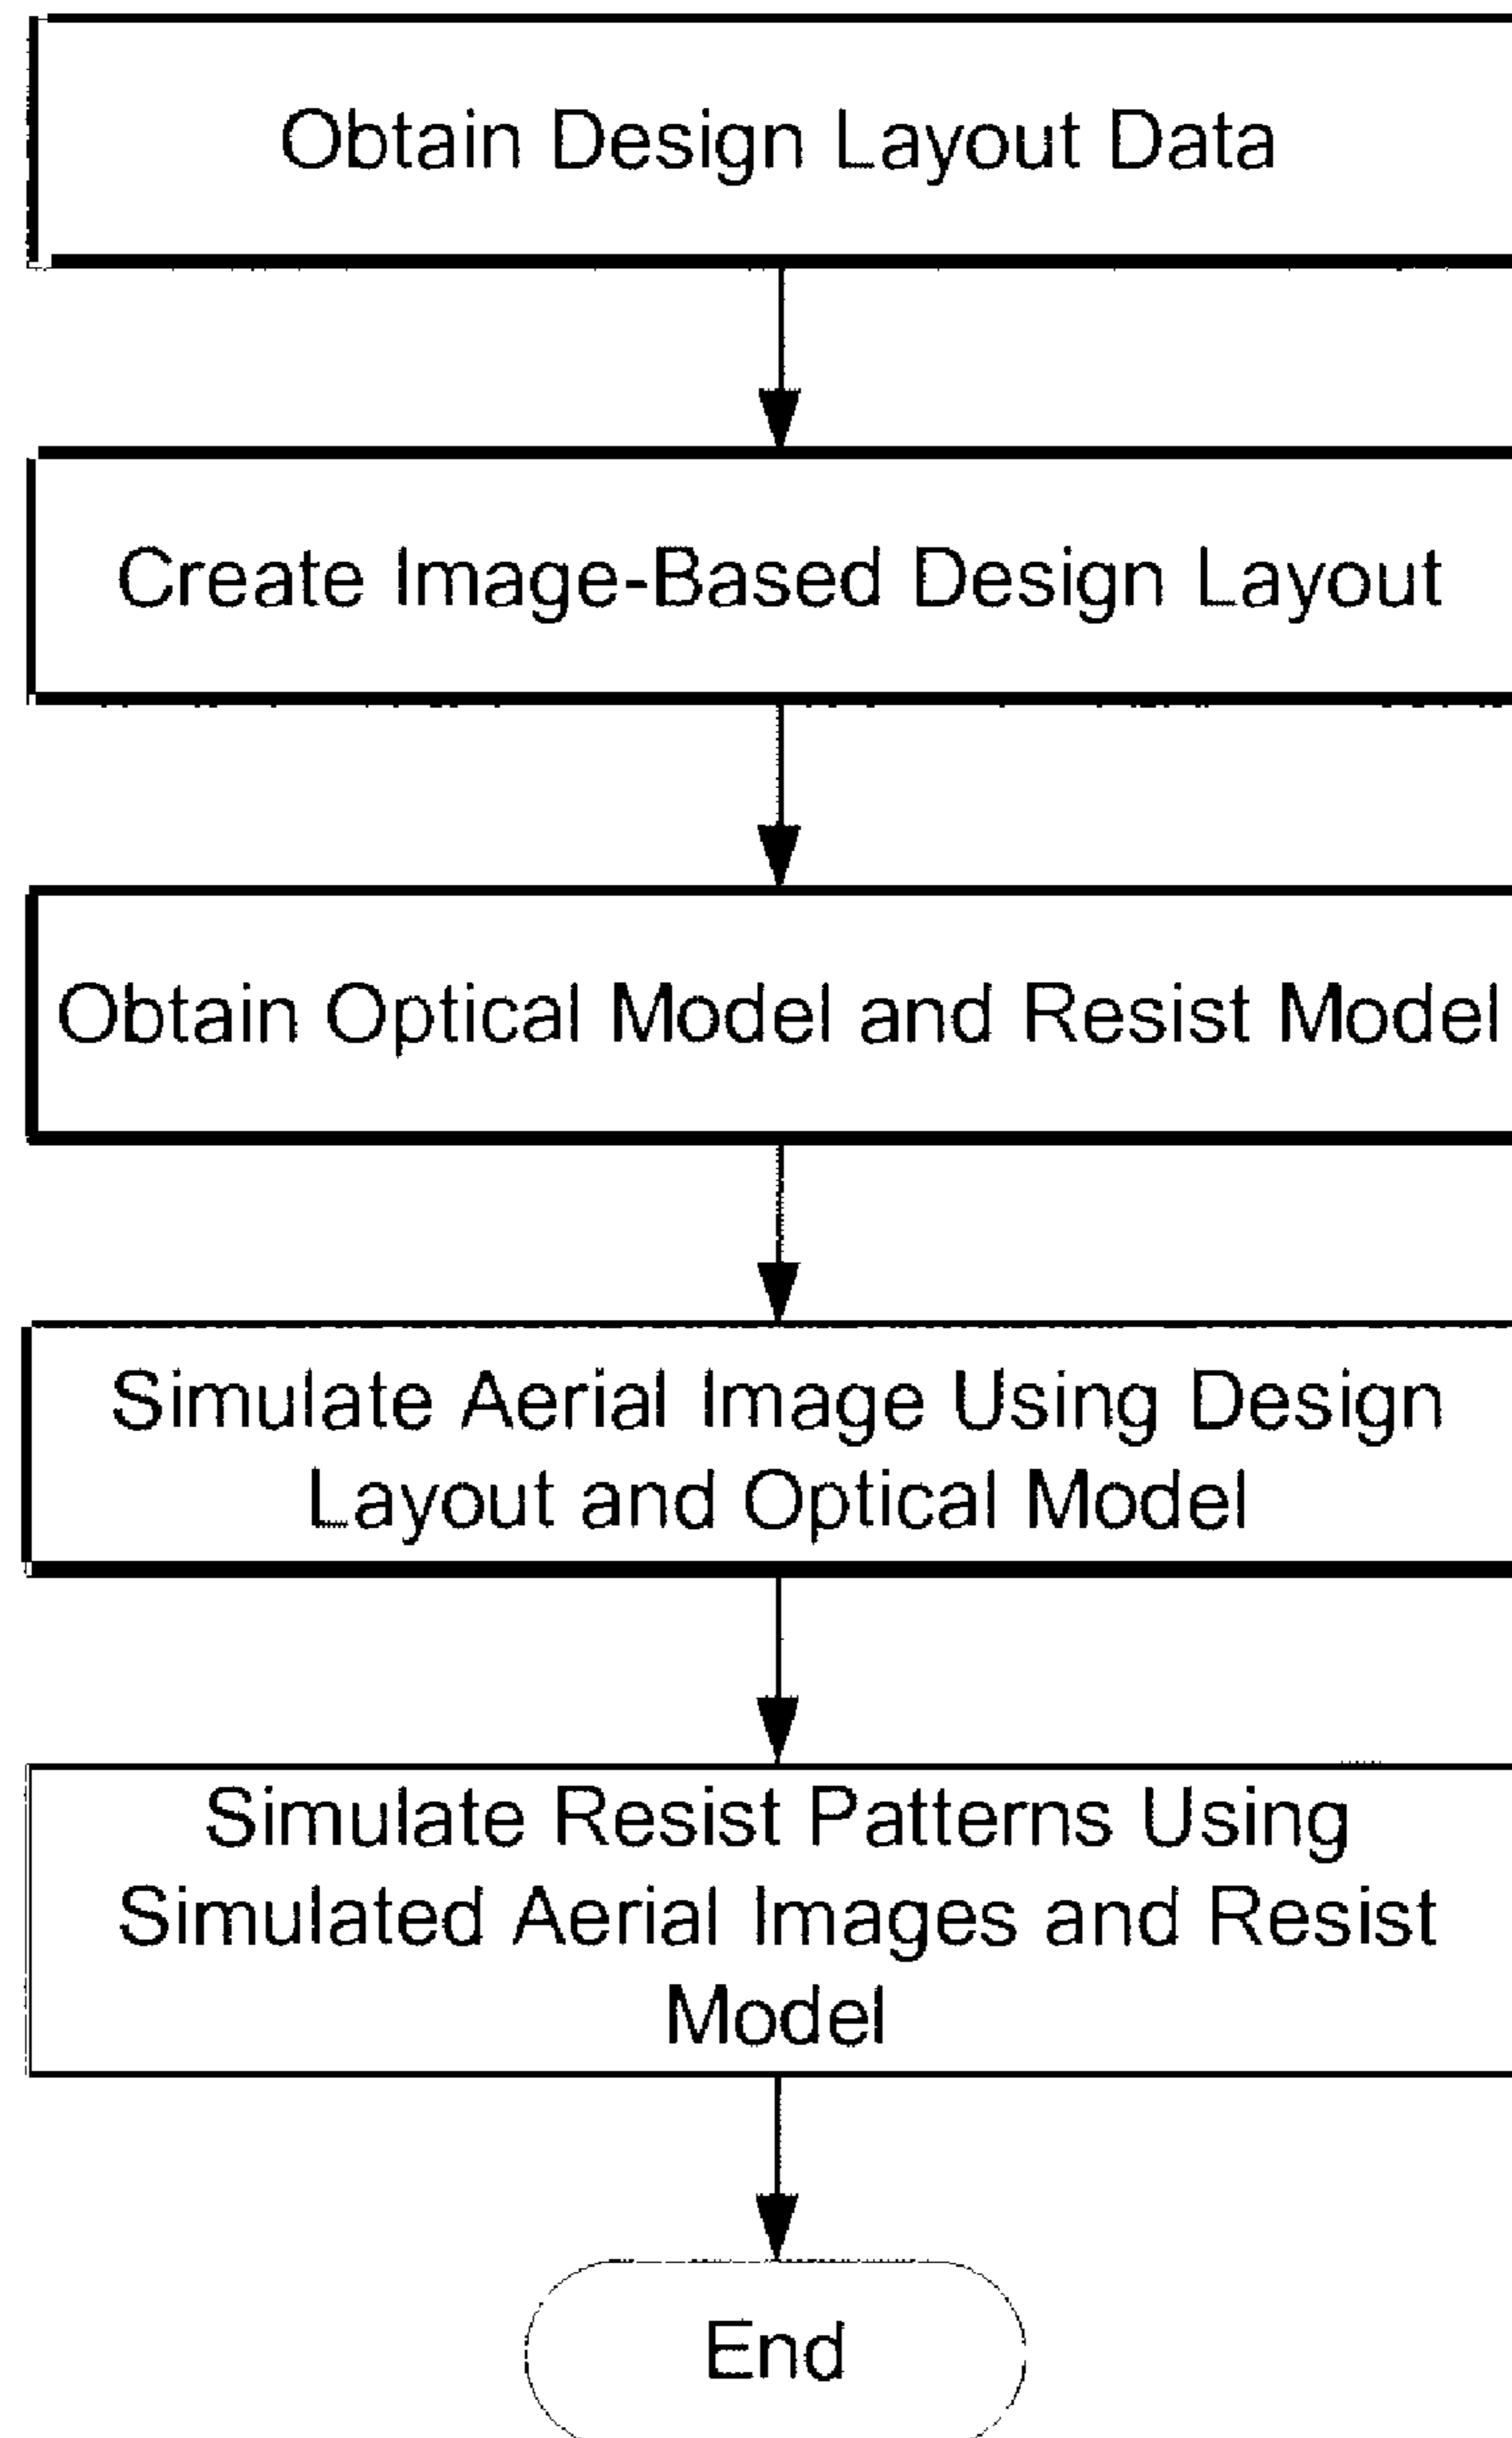 Obtain Design Layout Data
Create Image-Based Design Layout
Obtain Optical Model and Resist Model
Simulate Aerial Image Using Design
Layout and Optical Model
Simulate Resist Patterns Using
Simulated Aerial Images and Resist
Model
End